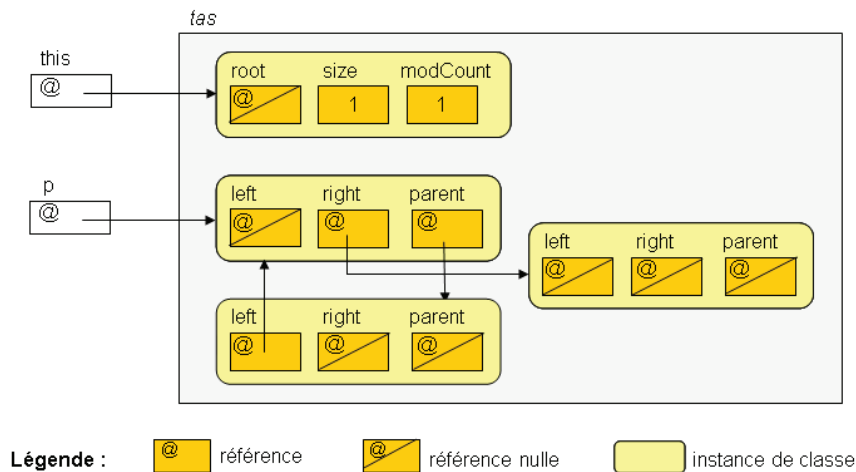 tas
this
@
root size modCount
@ 1 1
p
@
left right parent
@ @ @
left right parent
@ @ @
left right parent
@ @ @
Légende :
@ référence
@ référence nulle
instance de classe